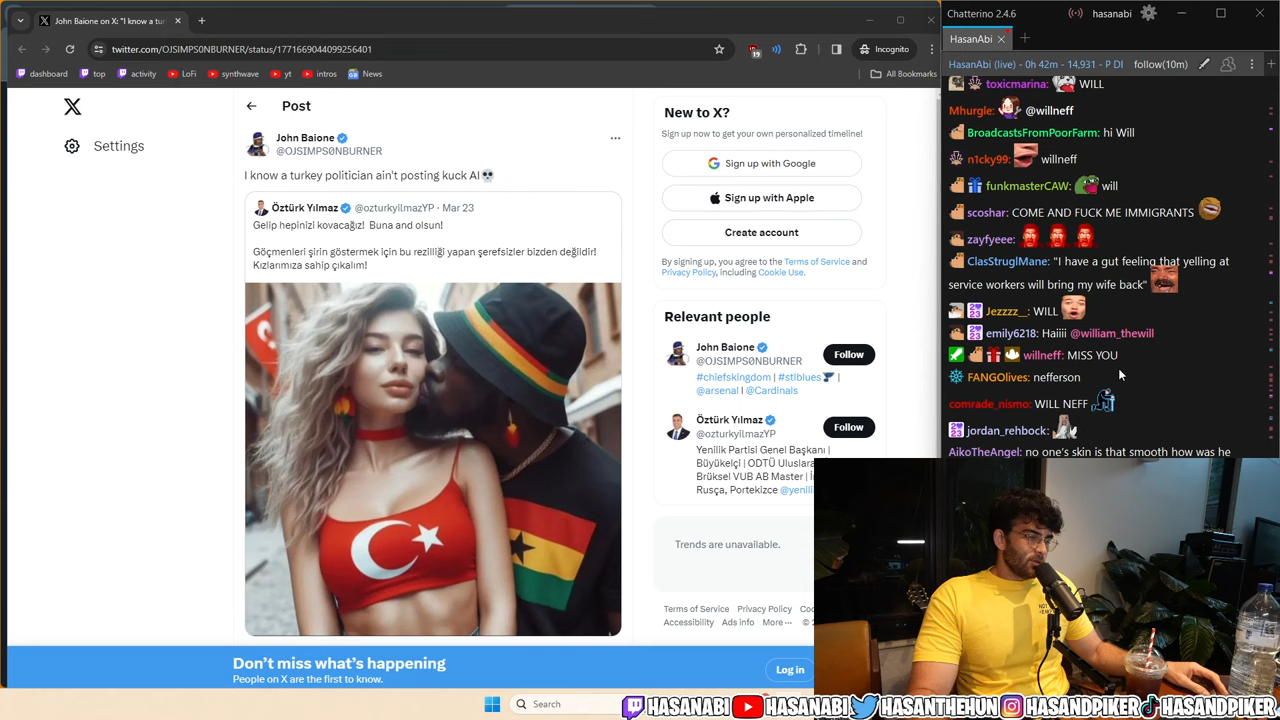 John Baione on X: "I know a tur
twitter.com/OJSIMPS0NBURNER/status/1771669044099256401
19
Incognito
dashboard
top
activity
LoFi
synthwave
yt
intros
News
All Bookmarks
Settings
Post
John Baione
@OJSIMPS0NBURNER
I know a turkey politician ain't posting kuck AI💀
Öztürk Yılmaz @ozturkyilmazYP · Mar 23
Gelip hepinizi kovacağız! Buna and olsun!
Göçmenleri şirin göstermek için bu rezilliği yapan şerefsizler bizden değildir!
Kızlarımıza sahip çıkalım!
New to X?
Sign up now to get your own personalized timeline!
Sign up with Google
Sign up with Apple
Create account
By signing up, you agree to the Terms of Service and
Privacy Policy, including Cookie Use.
Relevant people
John Baione
@OJSIMPS0NBURNER
Follow
#chiefskingdom | #stlblues |
@arsenal | @Cardinals
Öztürk Yılmaz
@ozturkyilmazYP
Follow
Yenilik Partisi Genel Başkanı |
Büyükelçi | ODTÜ Uluslara
Brüksel VUB AB Master | İ
Rusça, Portekizce @yenili
Trends are unavailable.
Terms of Service Privacy Policy Coo
Accessibility Ads info More ··· ©
Don't miss what's happening
People on X are the first to know.
Log in
Search
Chatterino 2.4.6
hasanabi
HasanAbi
HasanAbi (live) - 0h 42m - 14,931 - P DI
follow(10m)
toxicmarina: WILL
Mhurgle: @willneff
BroadcastsFromPoorFarm: hi Will
n1cky99: willneff
funkmasterCAW: will
scoshar: COME AND FUCK ME IMMIGRANTS
zayfyeee:
ClasStruglMane: "I have a gut feeling that yelling at
service workers will bring my wife back"
Jezzzz__: WILL
emily6218: Haiiii @william_thewill
willneff: MISS YOU
FANGOlives: nefferson
comrade_nismo: WILL NEFF
jordan_rehbock:
AikoTheAngel: no one's skin is that smooth how was he
HASANABI
HASANABI
HASANTHEHUN
HASANDPIKER
HASANDPIKER